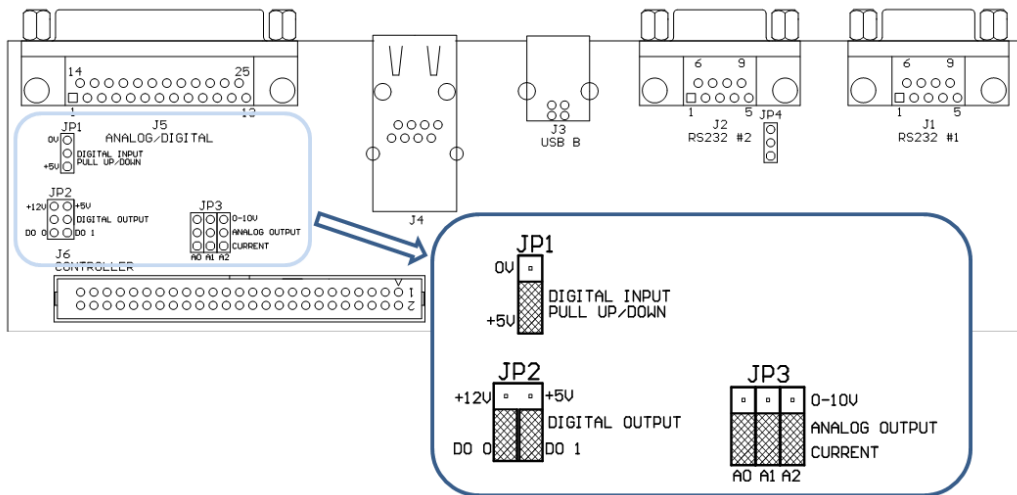 14 25
1 13
J5
ANALOG/DIGITAL
JP1
0V
DIGITAL INPUT
PULL UP/DOWN
+5V
JP2
+12V +5V
DIGITAL OUTPUT
DO 0 DO 1
JP3
0-10V
ANALOG OUTPUT
CURRENT
A0 A1 A2
J6
CONTROLLER
1
2
J4
J3
USB B
6 9
1 5
J2
RS232 #2
JP4
6 9
1 5
J1
RS232 #1
JP1
0V
DIGITAL INPUT
PULL UP/DOWN
+5V
JP2
+12V +5V
DIGITAL OUTPUT
DO 0 DO 1
JP3
0-10V
ANALOG OUTPUT
CURRENT
A0 A1 A2